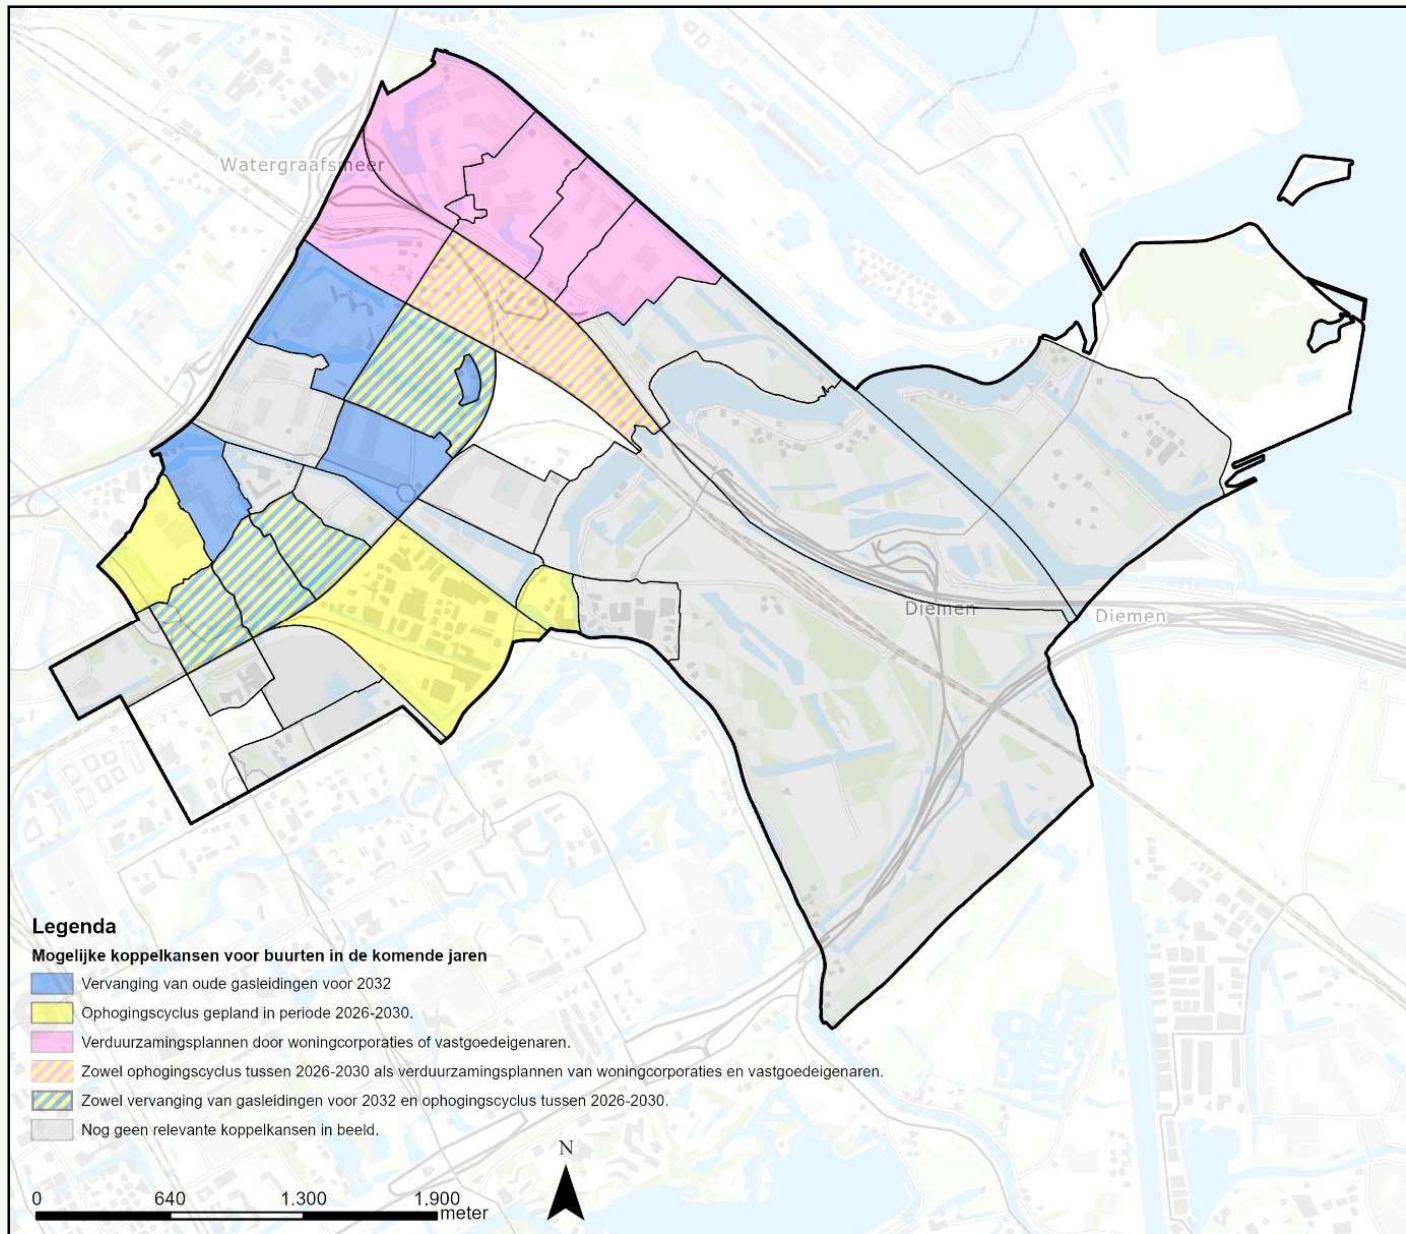 Watergraafsmeer
Diemen
Diemen
Legenda
Mogelijke koppelkansen voor buurten in de komende jaren
Vervanging van oude gasleidingen voor 2032
Ophogingscyclus gepland in periode 2026-2030.
Verduurzamingsplannen door woningcorporaties of vastgoedeigenaren.
Zowel ophogingscyclus tussen 2026-2030 als verduurzamingsplannen van woningcorporaties en vastgoedeigenaren.
Zowel vervanging van gasleidingen voor 2032 en ophogingscyclus tussen 2026-2030.
Nog geen relevante koppelkansen in beeld.
N
0 640 1.300 1.900
meter